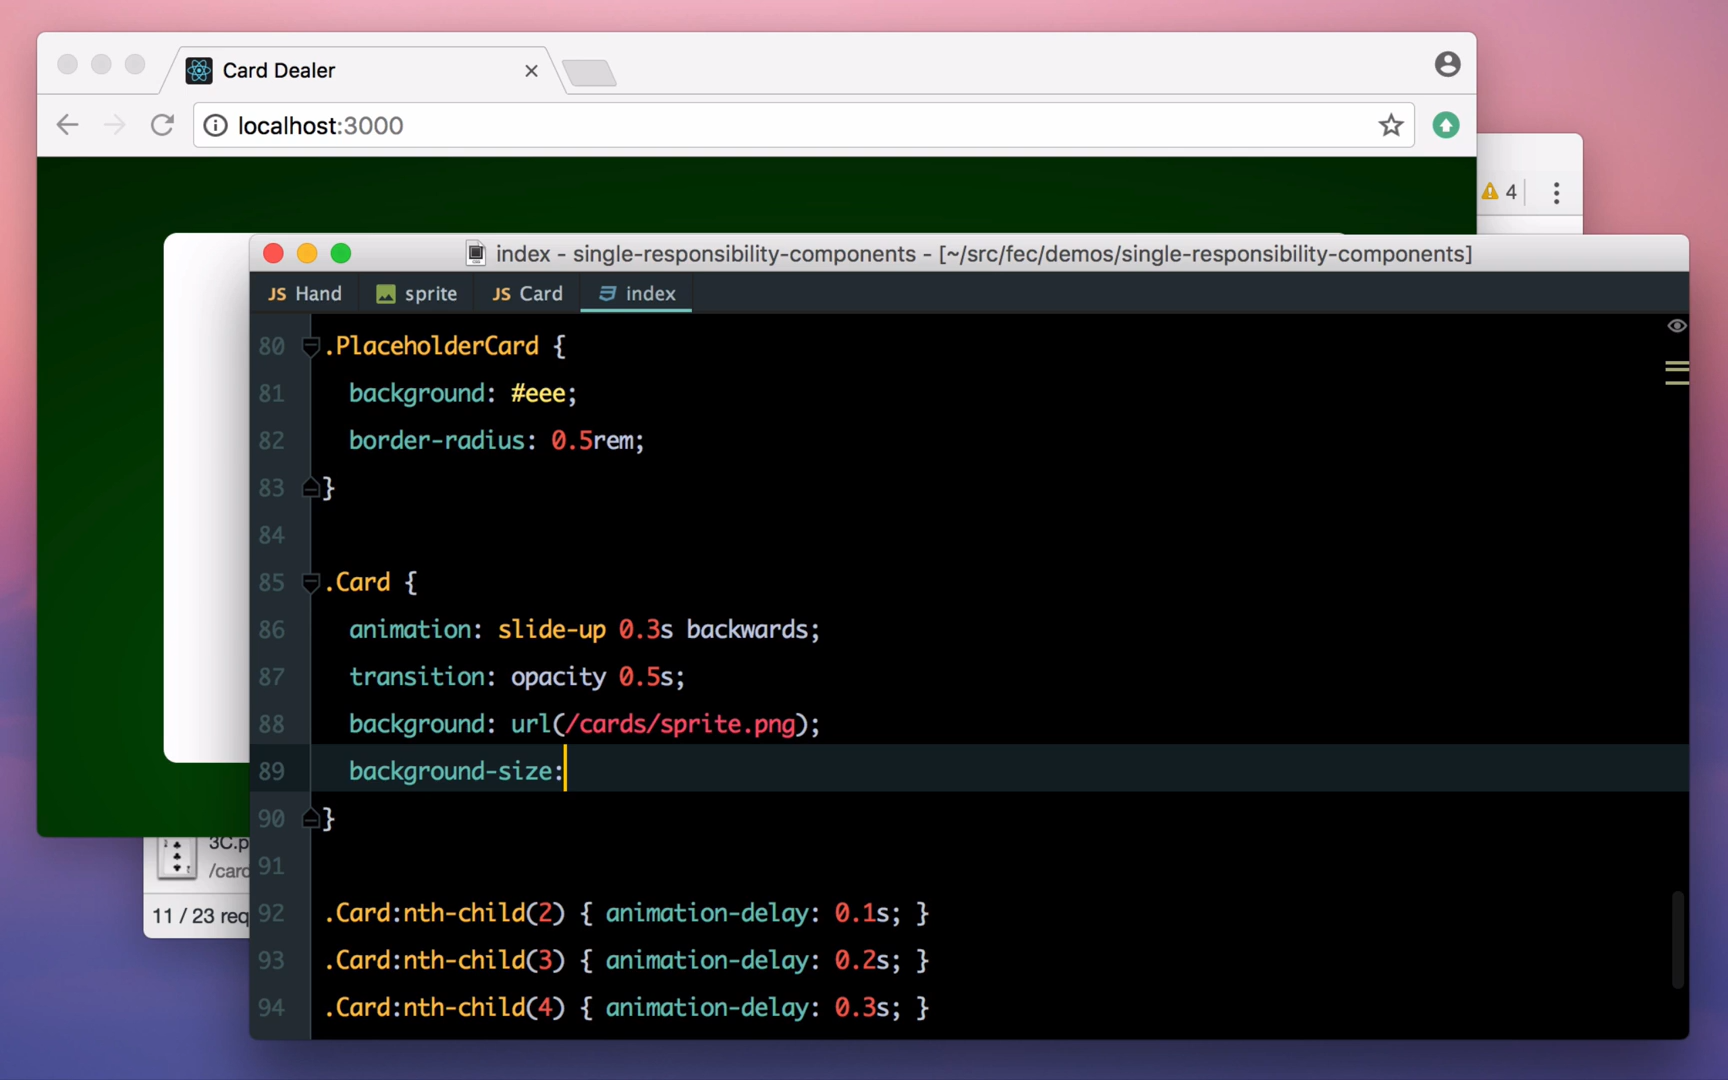 Card Dealer
localhost:3000
4
index - single-responsibility-components - [~/src/fec/demos/single-responsibility-components]
JS Hand
sprite
JS Card
index
80 .PlaceholderCard {
81 background: #eee;
82 border-radius: 0.5rem;
83 }
84
85 .Card {
86 animation: slide-up 0.3s backwards;
87 transition: opacity 0.5s;
88 background: url(/cards/sprite.png);
89 background-size:
90 }
91
92 .Card:nth-child(2) { animation-delay: 0.1s; }
93 .Card:nth-child(3) { animation-delay: 0.2s; }
94 .Card:nth-child(4) { animation-delay: 0.3s; }
3C.p
/card
11 / 23 req